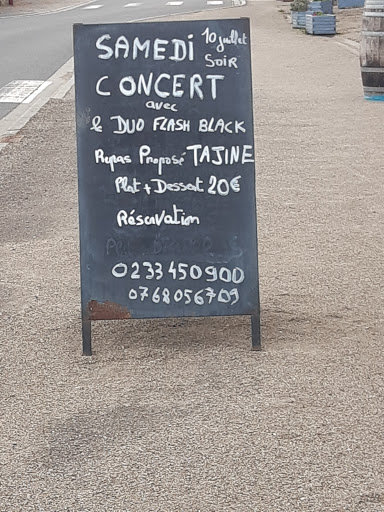 SAMEDI 10 juillet SOIR
CONCERT
avec
le DUO FLASH BLACK
Repas Proposé TAJINE
Plat + Dessert 20€
Réservation
0233450900
0768056709